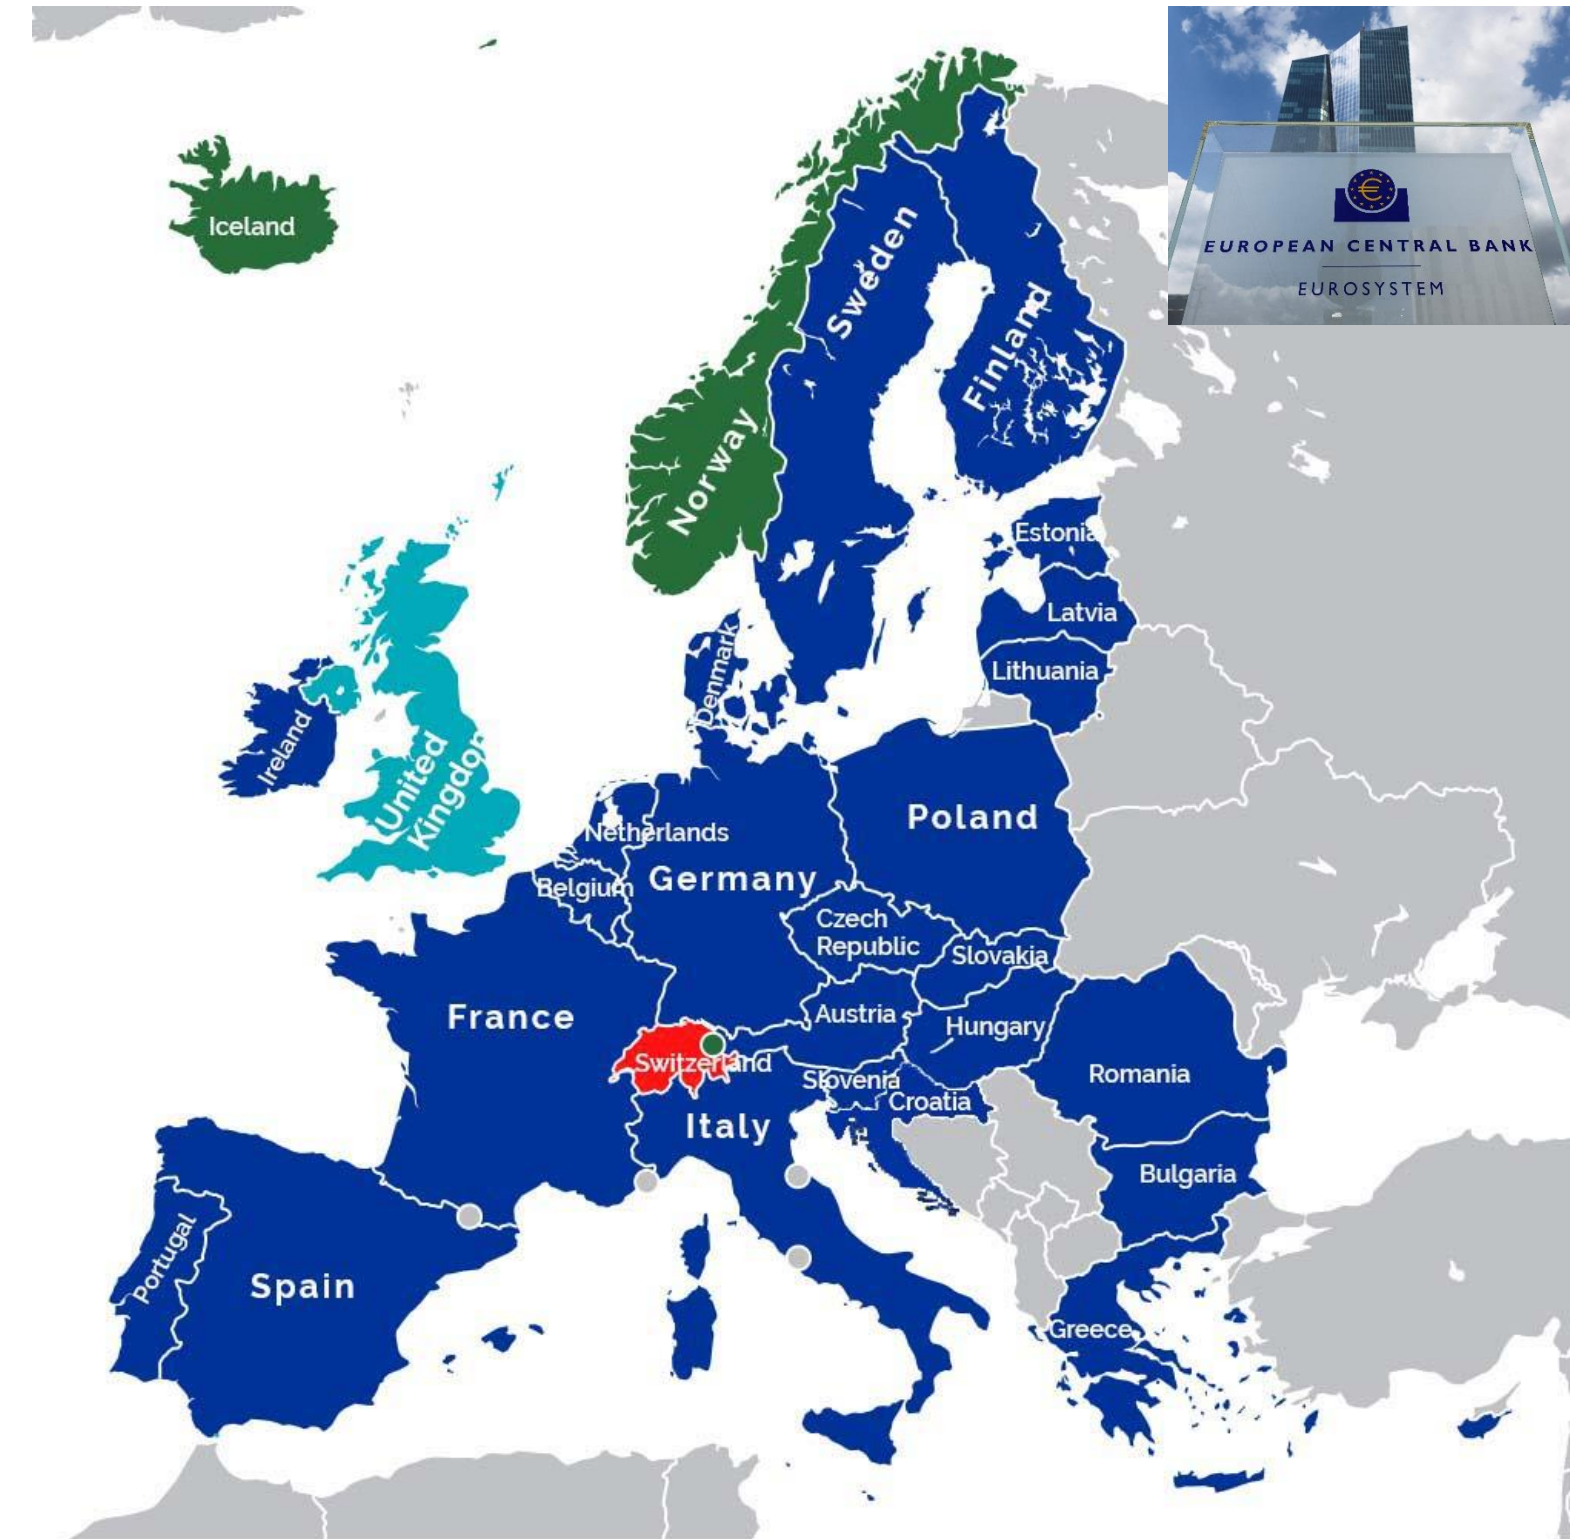 EUROPEAN CENTRAL BANK
EUROSYSTEM
Iceland
Sweden
Finland
Norway
Estonia
Latvia
Lithuania
Denmark
Ireland
United
Kingdom
Netherlands
Poland
Belgium
Germany
Czech
Republic
Slovakia
France
Austria
Hungary
Switzerland
Slovenia
Romania
Croatia
Italy
Bulgaria
Portugal
Spain
Greece